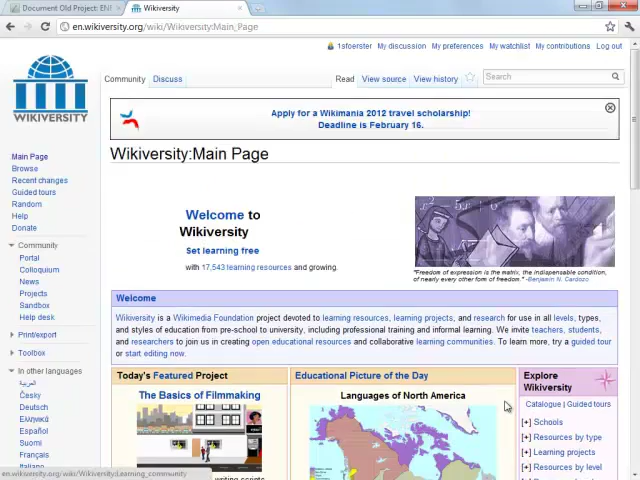 Document Old Project: EN
Wikiversity
en.wikiversity.org/wiki/Wikiversity:Main_Page
1sfoerster My discussion My preferences My watchlist My contributions Log out
Community Discuss Read View source View history Search
WIKIVERSITY
Apply for a Wikimania 2012 travel scholarship!
Deadline is February 16.
Wikiversity:Main Page
Main Page
Browse
Recent changes
Guided tours
Random
Help
Donate
Community
Portal
Colloquium
News
Projects
Sandbox
Help desk
Print/export
Toolbox
In other languages
العربية
Česky
Deutsch
Ελληνικά
Español
Suomi
Français
Italiano
Welcome to
Wikiversity
Set learning free
with 17,543 learning resources and growing.
"Freedom of expression is the matrix, the indispensable condition,
of nearly every other form of freedom." -Benjamin N. Cardozo
Welcome
Wikiversity is a Wikimedia Foundation project devoted to learning resources, learning projects, and research for use in all levels, types,
and styles of education from pre-school to university, including professional training and informal learning. We invite teachers, students,
and researchers to join us in creating open educational resources and collaborative learning communities. To learn more, try a guided tour
or start editing now.
Today's Featured Project
The Basics of Filmmaking
writing scripts
Educational Picture of the Day
Languages of North America
Explore
Wikiversity
Catalogue | Guided tours
[+] Schools
[+] Resources by type
[+] Learning projects
[+] Resources by level
en.wikiversity.org/wiki/Wikiversity:Learning_community